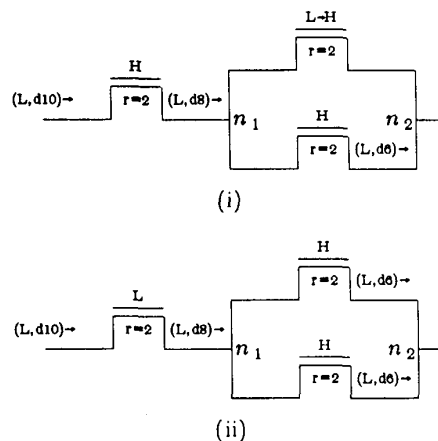 L→H
r=2
H
(L,d10)→ (L,d8)→
r=2
n1 n2
H
r=2 (L,d6)→
(i)
H
r=2 (L,d6)→
L
(L,d10)→ (L,d8)→
r=2
n1 n2
H
r=2 (L,d6)→
(ii)